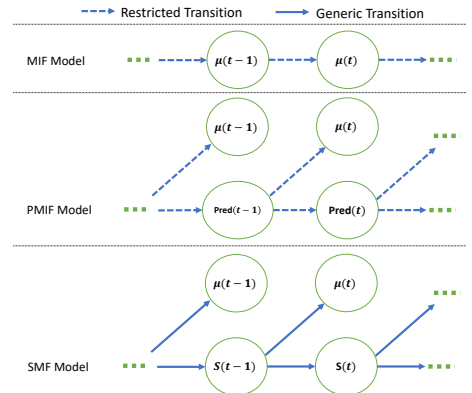 Restricted Transition Generic Transition
MIF Model μ(t − 1) μ(t)
μ(t − 1) μ(t)
PMIF Model Pred(t − 1) Pred(t)
μ(t − 1) μ(t)
SMF Model S(t − 1) S(t)